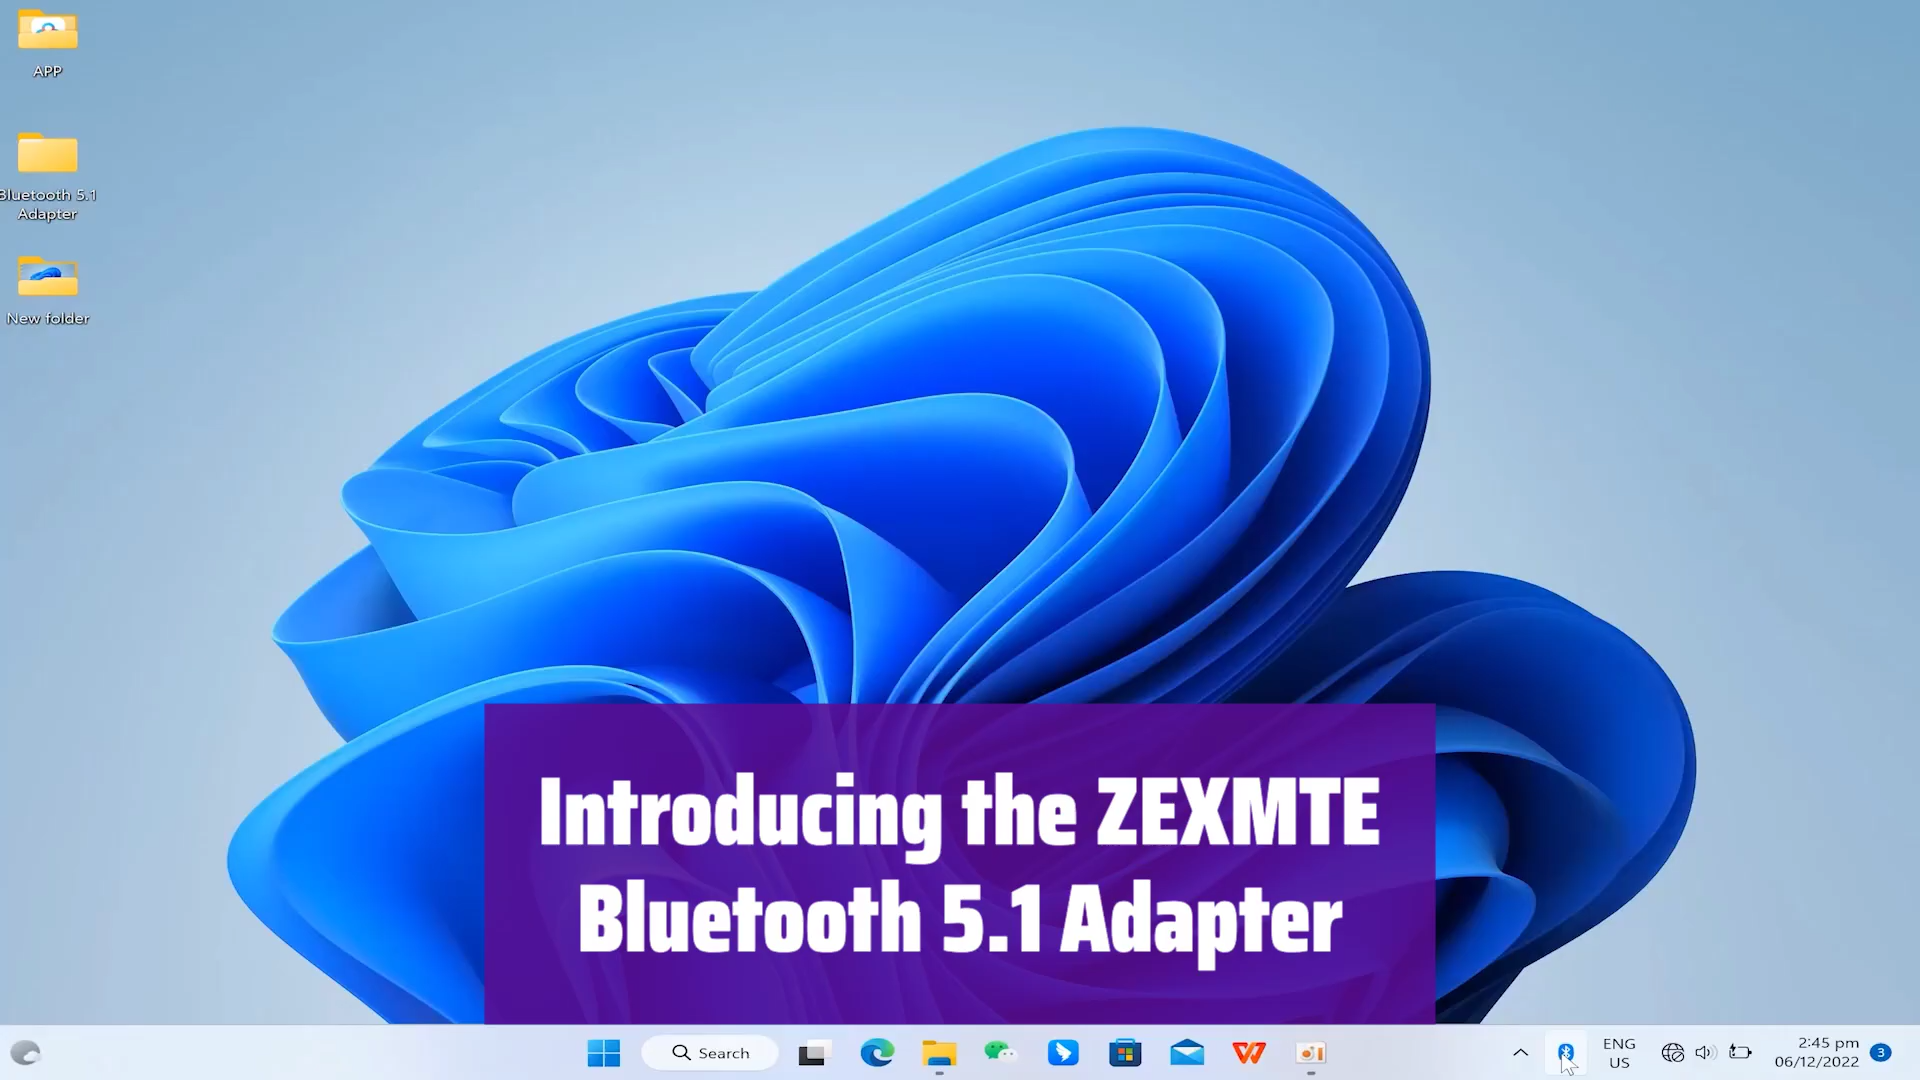 APP
Bluetooth 5.1
Adapter
New folder
Introducing the ZEXMTE
Bluetooth 5.1 Adapter
Search
ENG
US
2:45 pm
06/12/2022
3